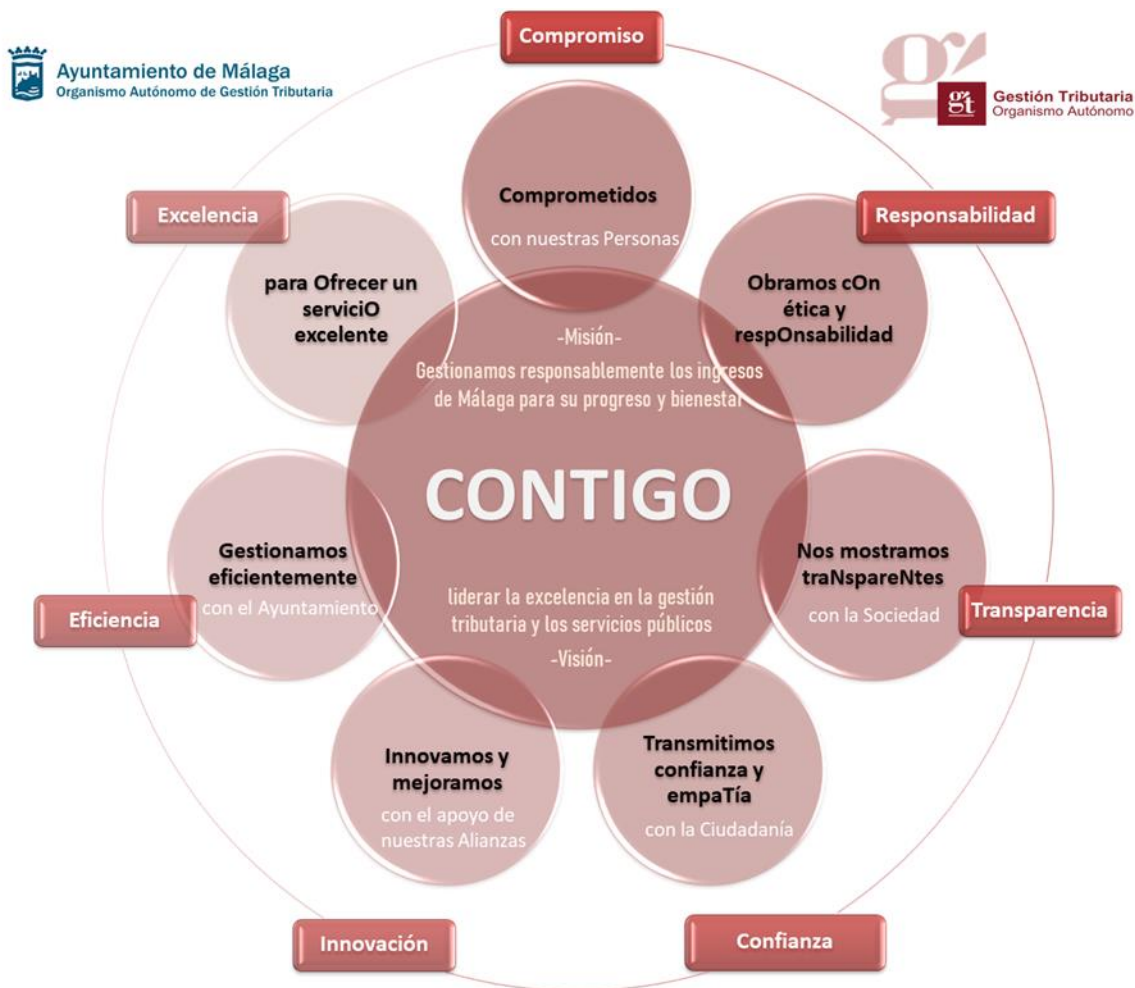 Compromiso
Ayuntamiento de Málaga
Organismo Autónomo de Gestión Tributaria
gt
gt
Gestión Tributaria
Organismo Autónomo
Comprometidos
con nuestras Personas
Excelencia
Responsabilidad
para Ofrecer un
serviciO
excelente
Obramos cOn
ética y
respOnsabilidad
-Misión-
Gestionamos responsablemente los ingresos
de Málaga para su progreso y bienestar
CONTIGO
Gestionamos
eficientemente
con el Ayuntamiento
Nos mostramos
traNspareNtes
con la Sociedad
Eficiencia
Transparencia
liderar la excelencia en la gestión
tributaria y los servicios públicos
-Visión-
Innovamos y
mejoramos
con el apoyo de
nuestras Alianzas
Transmitimos
confianza y
empaTía
con la Ciudadanía
Innovación
Confianza